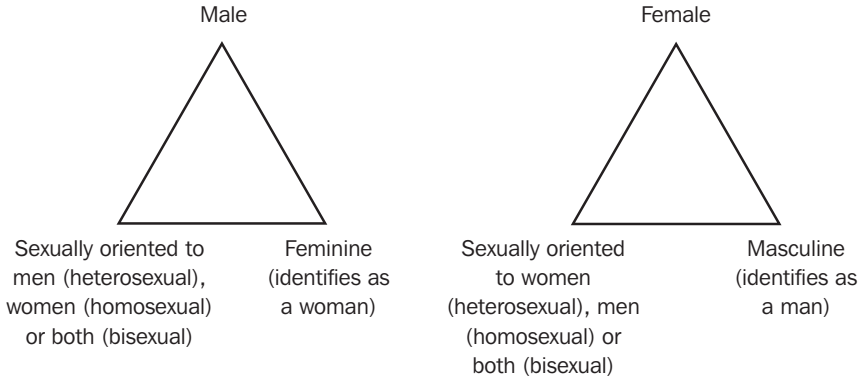 Male
Female
Sexually oriented to
men (heterosexual),
women (homosexual)
or both (bisexual)
Feminine
(identifies as
a woman)
Sexually oriented
to women
(heterosexual), men
(homosexual) or
both (bisexual)
Masculine
(identifies as
a man)